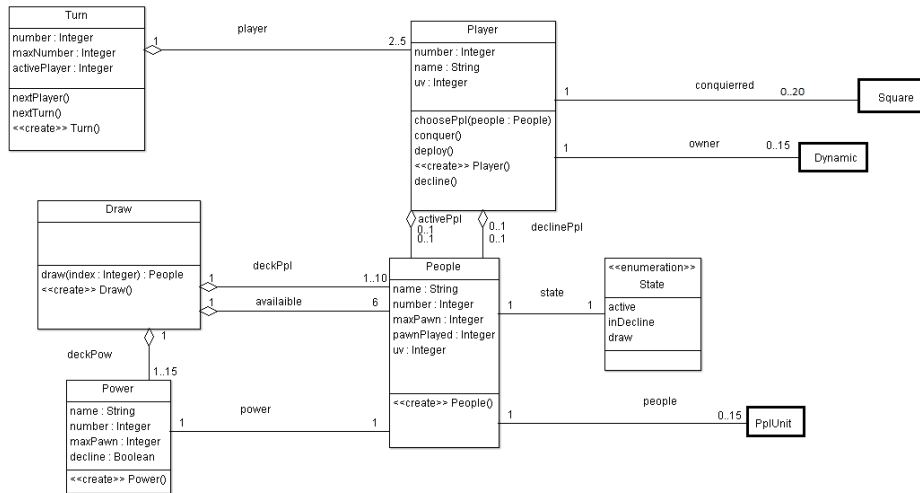 Turn
number : Integer
maxNumber : Integer
activePlayer : Integer
nextPlayer()
nextTurn()
<<create>> Turn()
1
player
2..5
Player
number : Integer
name : String
uv : Integer
choosePpl(people : People)
conquer()
deploy()
<<create>> Player()
decline()
1
conquierred
0..20
Square
1
owner
0..15
Dynamic
activePpl
0..1
0..1
0..1
0..1
declinePpl
Draw
draw(index : Integer) : People
<<create>> Draw()
1
deckPpl
1..10
1
availaible
6
1
deckPow
1..15
People
name : String
number : Integer
maxPawn : Integer
pawnPlayed : Integer
uv : Integer
<<create>> People()
1
state
1
<<enumeration>>
State
active
inDecline
draw
Power
name : String
number : Integer
maxPawn : Integer
decline : Boolean
<<create>> Power()
1
power
1
1
people
0..15
PplUnit